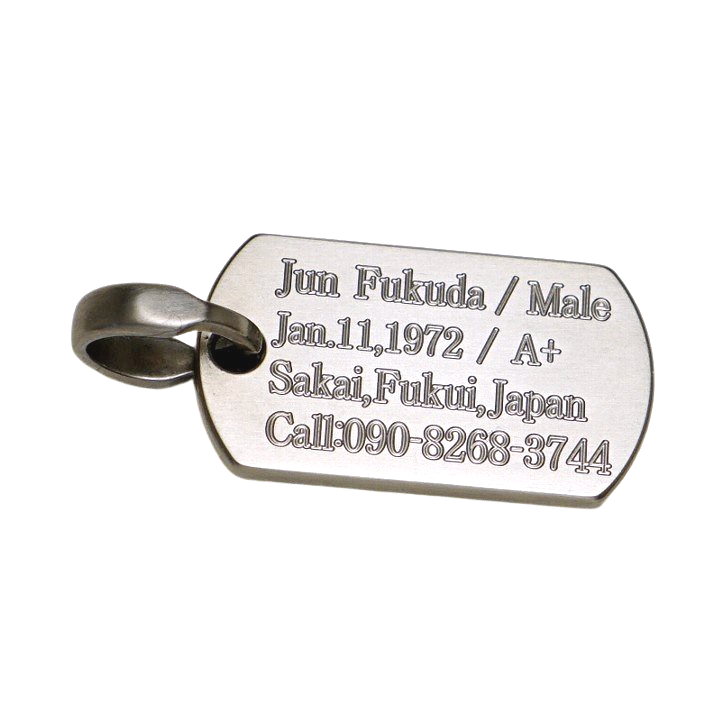 Jun Fukuda / Male
Jan.11,1972 / A+
Sakai,Fukui,Japan
Call:090-8268-3744